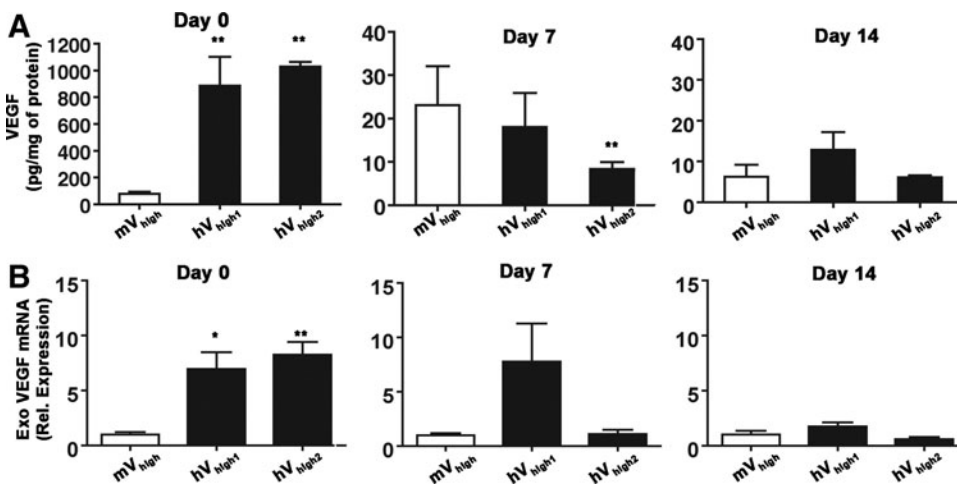 A
Day 0
Day 7
Day 14
VEGF
(pg/mg of protein)
1200
1000
800
600
400
200
0
** **
mV high hV high1 hV high2
40
30
20
10
0
**
mV high hV high1 hV high2
40
30
20
10
0
mV high hV high1 hV high2
B
Day 0
Day 7
Day 14
Exo VEGF mRNA
(Rel. Expression)
15
10
5
0
* **
mV high hV high1 hV high2
15
10
5
0
mV high hV high1 hV high2
15
10
5
0
mV high hV high1 hV high2